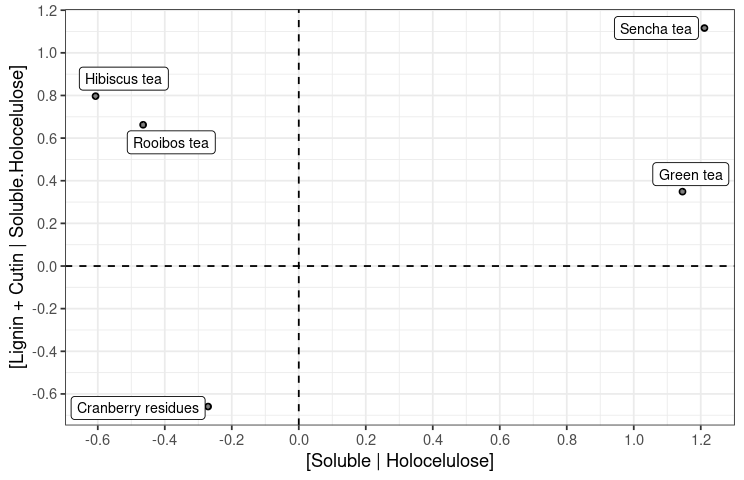 1.2
1.0
0.8
0.6
0.4
0.2
0.0
-0.2
-0.4
-0.6
[Lignin + Cutin | Soluble.Holocelulose]
Sencha tea
Hibiscus tea
Rooibos tea
Green tea
Cranberry residues
-0.6 -0.4 -0.2 0.0 0.2 0.4 0.6 0.8 1.0 1.2
[Soluble | Holocelulose]